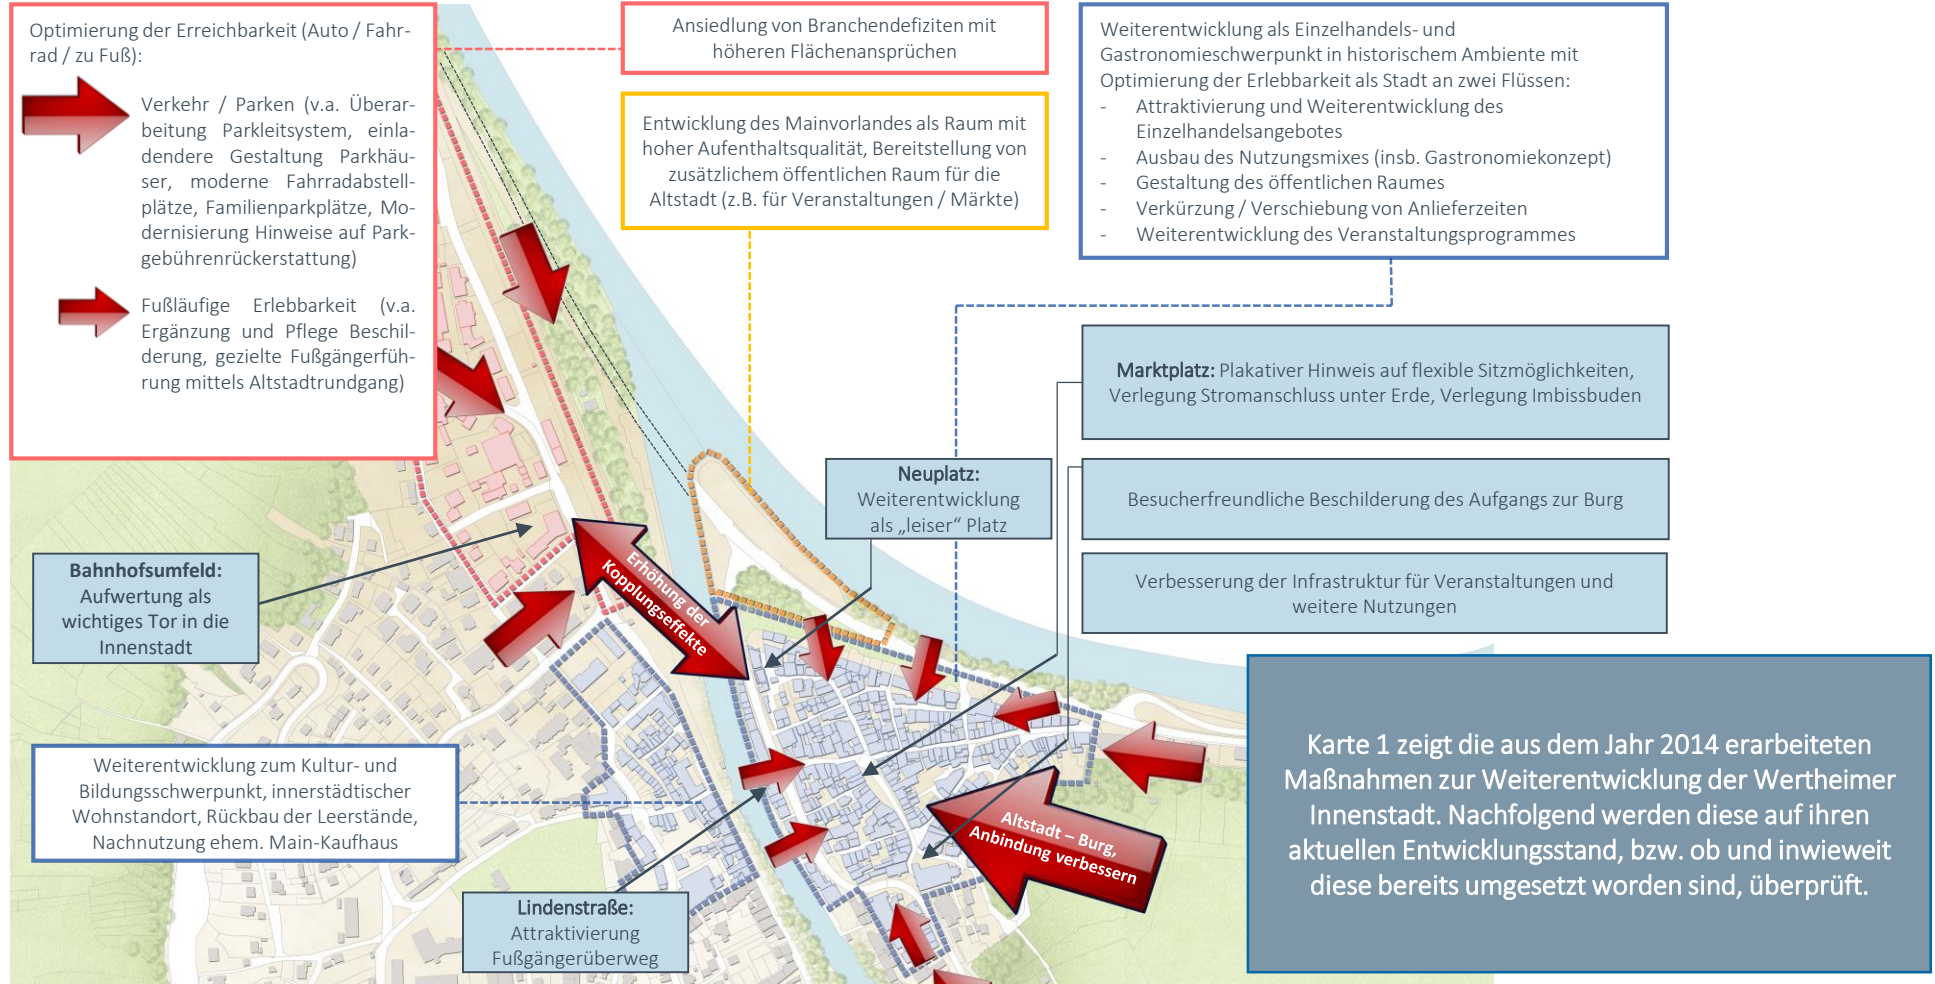 Optimierung der Erreichbarkeit (Auto / Fahr-
rad / zu Fuß):
Verkehr / Parken (v.a. Überar-
beitung Parkleitsystem, einla-
dendere Gestaltung Parkhäu-
ser, moderne Fahrradabstell-
plätze, Familienparkplätze, Mo-
dernisierung Hinweise auf Park-
gebührenrückerstattung)
Fußläufige Erlebbarkeit (v.a.
Ergänzung und Pflege Beschil-
derung, gezielte Fußgängerfüh-
rung mittels Altstadtrundgang)
Ansiedlung von Branchendefiziten mit
höheren Flächenansprüchen
Entwicklung des Mainvorlandes als Raum mit
hoher Aufenthaltsqualität, Bereitstellung von
zusätzlichem öffentlichen Raum für die
Altstadt (z.B. für Veranstaltungen / Märkte)
Weiterentwicklung als Einzelhandels- und
Gastronomieschwerpunkt in historischem Ambiente mit
Optimierung der Erlebbarkeit als Stadt an zwei Flüssen:
- Attraktivierung und Weiterentwicklung des
Einzelhandelsangebotes
- Ausbau des Nutzungsmixes (insb. Gastronomiekonzept)
- Gestaltung des öffentlichen Raumes
- Verkürzung / Verschiebung von Anlieferzeiten
- Weiterentwicklung des Veranstaltungsprogrammes
Marktplatz: Plakativer Hinweis auf flexible Sitzmöglichkeiten,
Verlegung Stromanschluss unter Erde, Verlegung Imbissbuden
Neuplatz:
Weiterentwicklung
als „leiser“ Platz
Besucherfreundliche Beschilderung des Aufgangs zur Burg
Verbesserung der Infrastruktur für Veranstaltungen und
weitere Nutzungen
Bahnhofsumfeld:
Aufwertung als
wichtiges Tor in die
Innenstadt
Erhöhung der
Kopplungseffekte
Weiterentwicklung zum Kultur- und
Bildungsschwerpunkt, innerstädtischer
Wohnstandort, Rückbau der Leerstände,
Nachnutzung ehem. Main-Kaufhaus
Altstadt – Burg,
Anbindung verbessern
Lindenstraße:
Attraktivierung
Fußgängerüberweg
Karte 1 zeigt die aus dem Jahr 2014 erarbeiteten
Maßnahmen zur Weiterentwicklung der Wertheimer
Innenstadt. Nachfolgend werden diese auf ihren
aktuellen Entwicklungsstand, bzw. ob und inwieweit
diese bereits umgesetzt worden sind, überprüft.